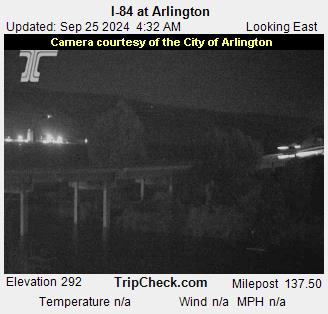 I-84 at Arlington
Updated: Sep 25 2024 4:32 AM Looking East
Camera courtesy of the City of Arlington
Elevation 292 TripCheck.com Milepost 137.50
Temperature n/a Wind n/a MPH n/a